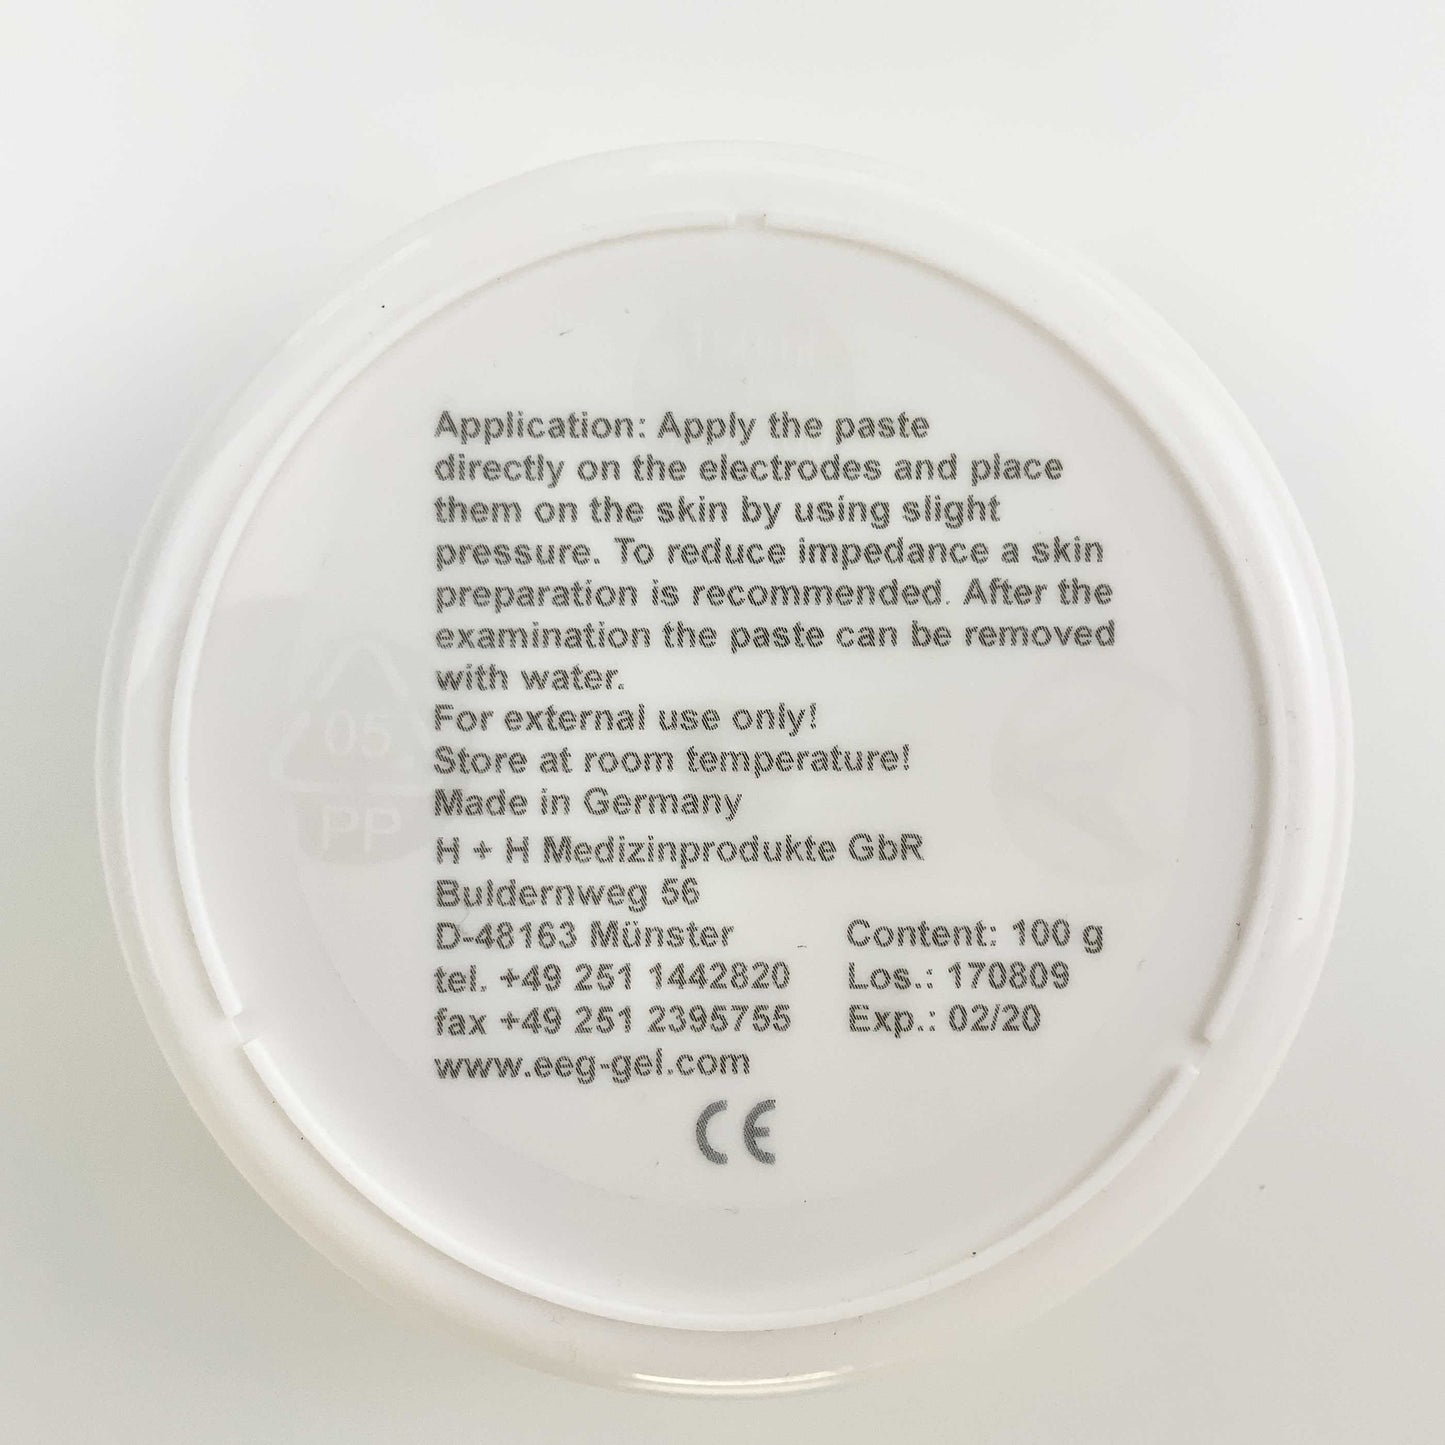 Application: Apply the paste
directly on the electrodes and place
them on the skin by using slight
pressure. To reduce impedance a skin
preparation is recommended. After the
examination the paste can be removed
with water.
For external use only!
Store at room temperature!
Made in Germany
H + H Medizinprodukte GbR
Buldernweg 56
D-48163 Münster
tel. +49 251 1442820
fax +49 251 2395755
www.eeg-gel.com
Content: 100 g
Los.: 170809
Exp.: 02/20
CE
05
PP